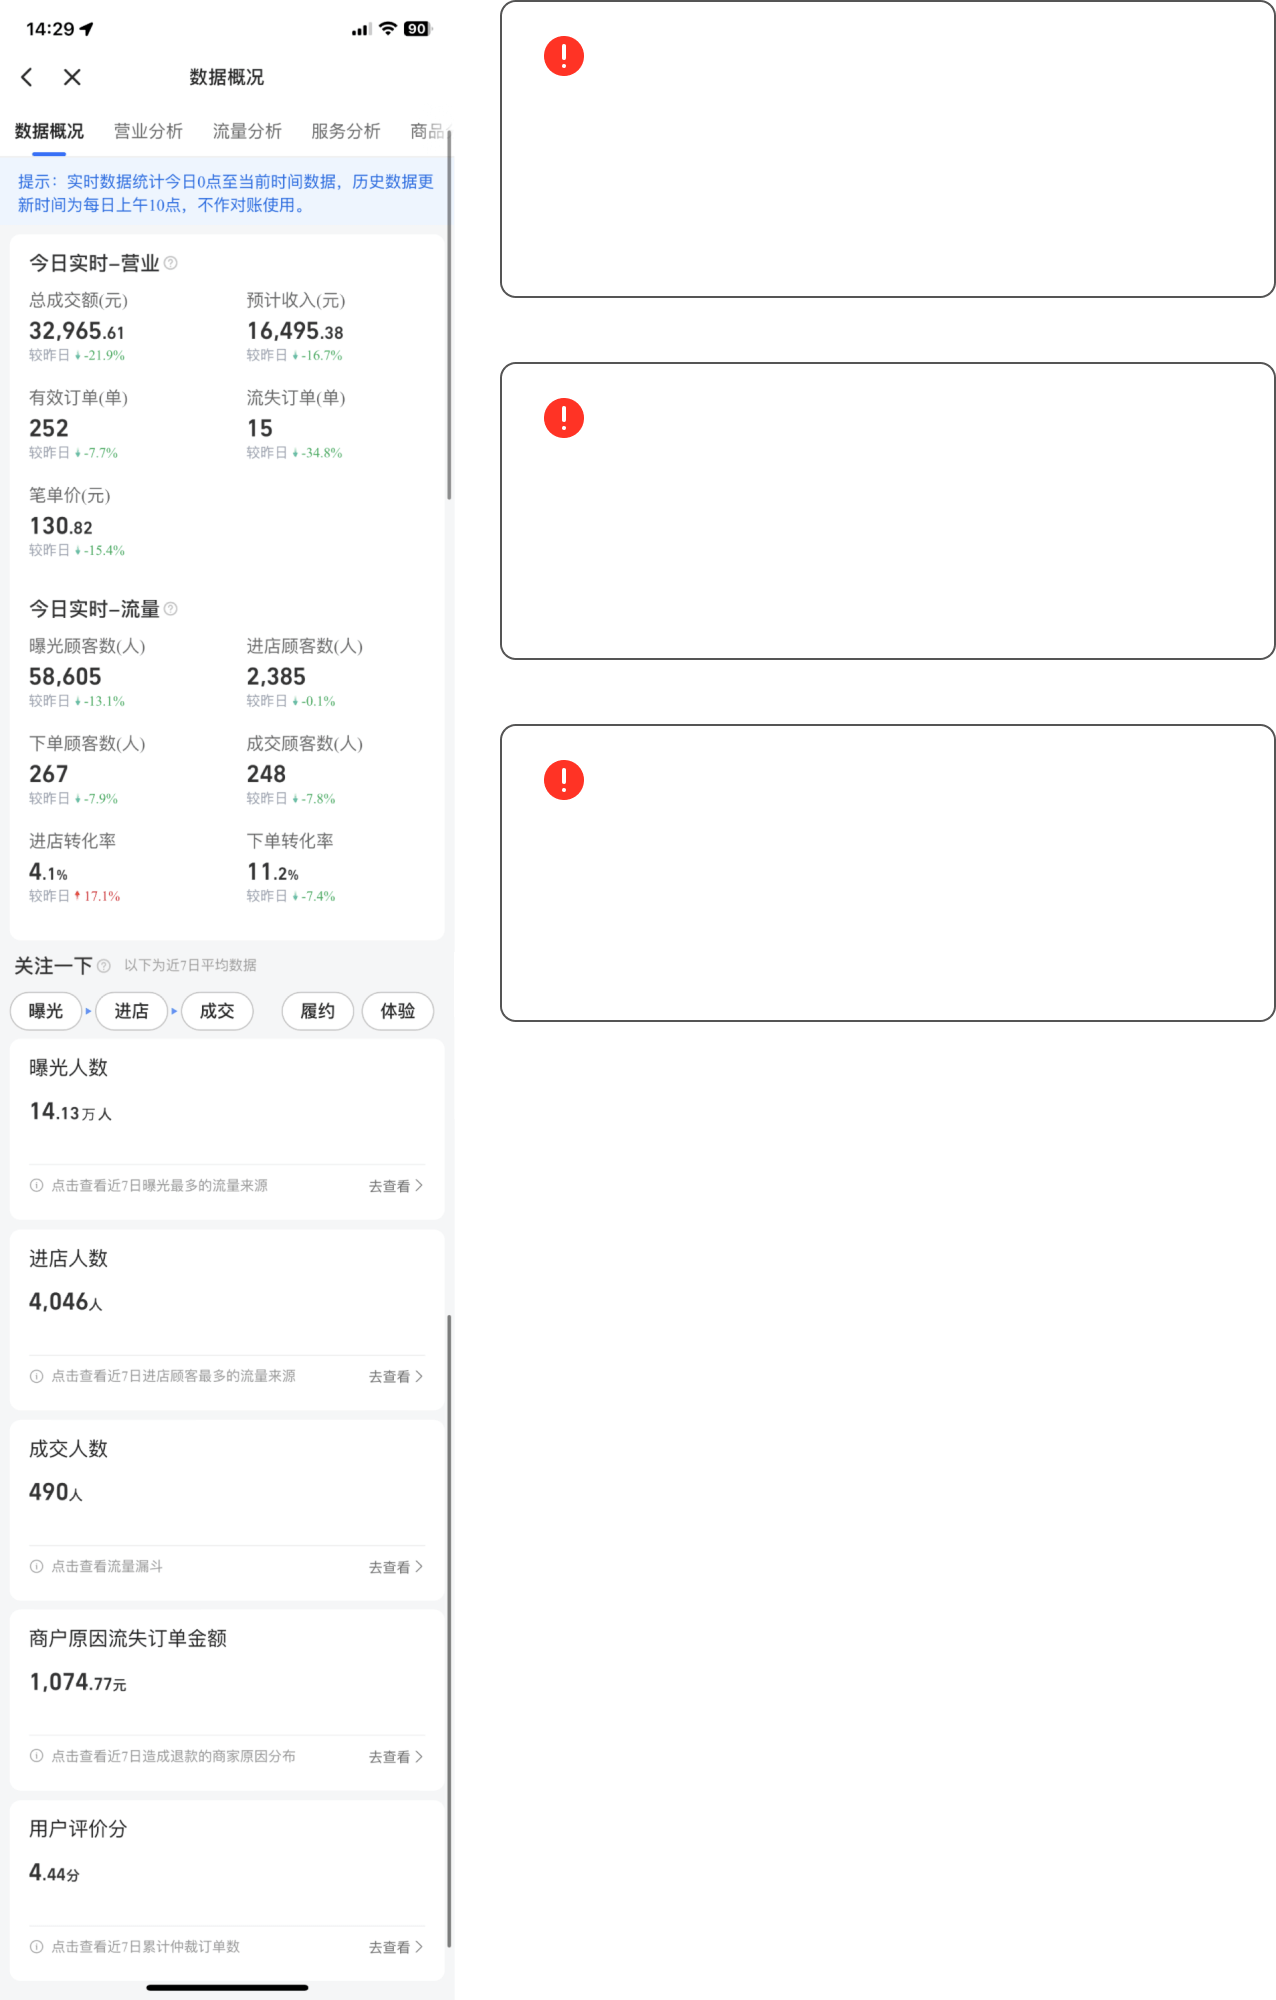 14:29
90
数据概况
数据概况 营业分析 流量分析 服务分析 商品
提示：实时数据统计今日0点至当前时间数据，历史数据更
新时间为每日上午10点，不作对账使用。
今日实时-营业
总成交额(元) 预计收入(元)
32,965.61 16,495.38
较昨日 -21.9% 较昨日 -16.7%
有效订单(单) 流失订单(单)
252 15
较昨日 -7.7% 较昨日 -34.8%
笔单价(元)
130.82
较昨日 -15.4%
今日实时-流量
曝光顾客数(人) 进店顾客数(人)
58,605 2,385
较昨日 -13.1% 较昨日 -0.1%
下单顾客数(人) 成交顾客数(人)
267 248
较昨日 -7.9% 较昨日 -7.8%
进店转化率 下单转化率
4.1% 11.2%
较昨日 17.1% 较昨日 -7.4%
关注一下 以下为近7日平均数据
曝光 进店 成交 履约 体验
曝光人数
14.13万人
点击查看近7日曝光最多的流量来源 去查看
进店人数
4,046人
点击查看近7日进店顾客最多的流量来源 去查看
成交人数
490人
点击查看流量漏斗 去查看
商户原因流失订单金额
1,074.77元
点击查看近7日造成退款的商家原因分布 去查看
用户评价分
4.44分
点击查看近7日累计仲裁订单数 去查看